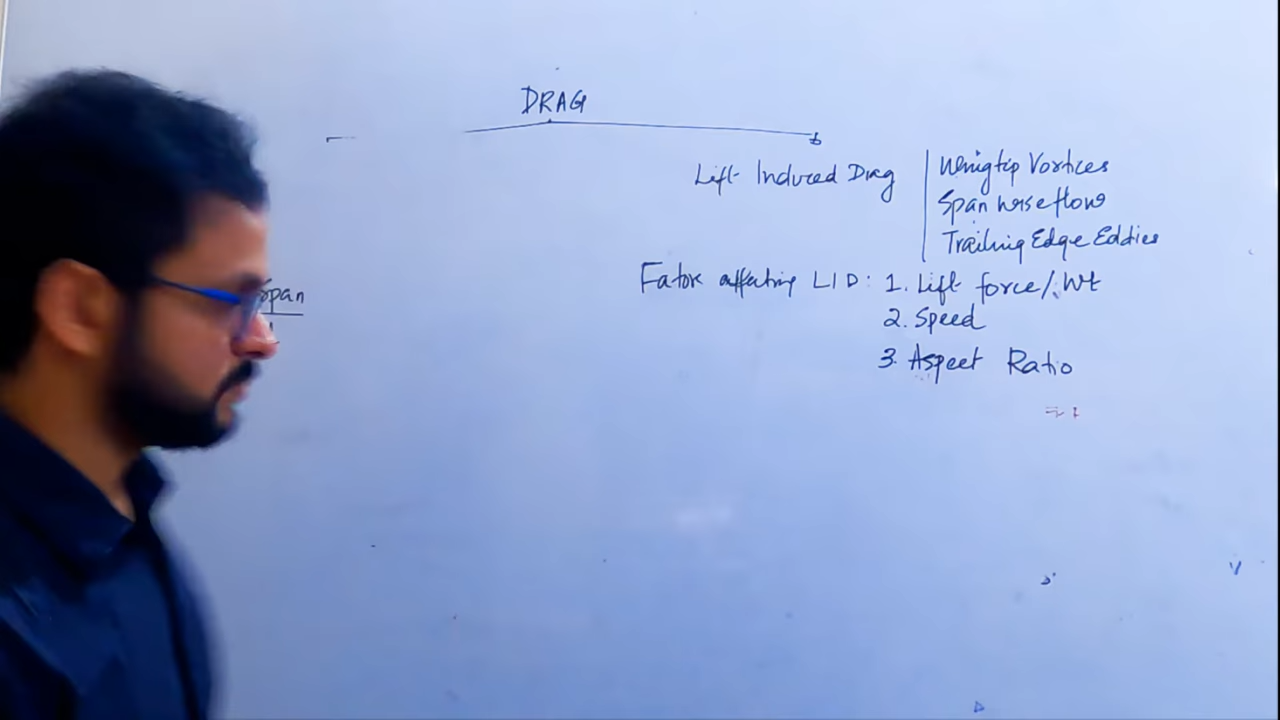 DRAG
Lift Induced Drag
Wingtip Vortices
Span wise flow
Trailing Edge Eddies
Fator affecting LID: 1. Lift force/Wt
2. Speed
3. Aspect Ratio
Span